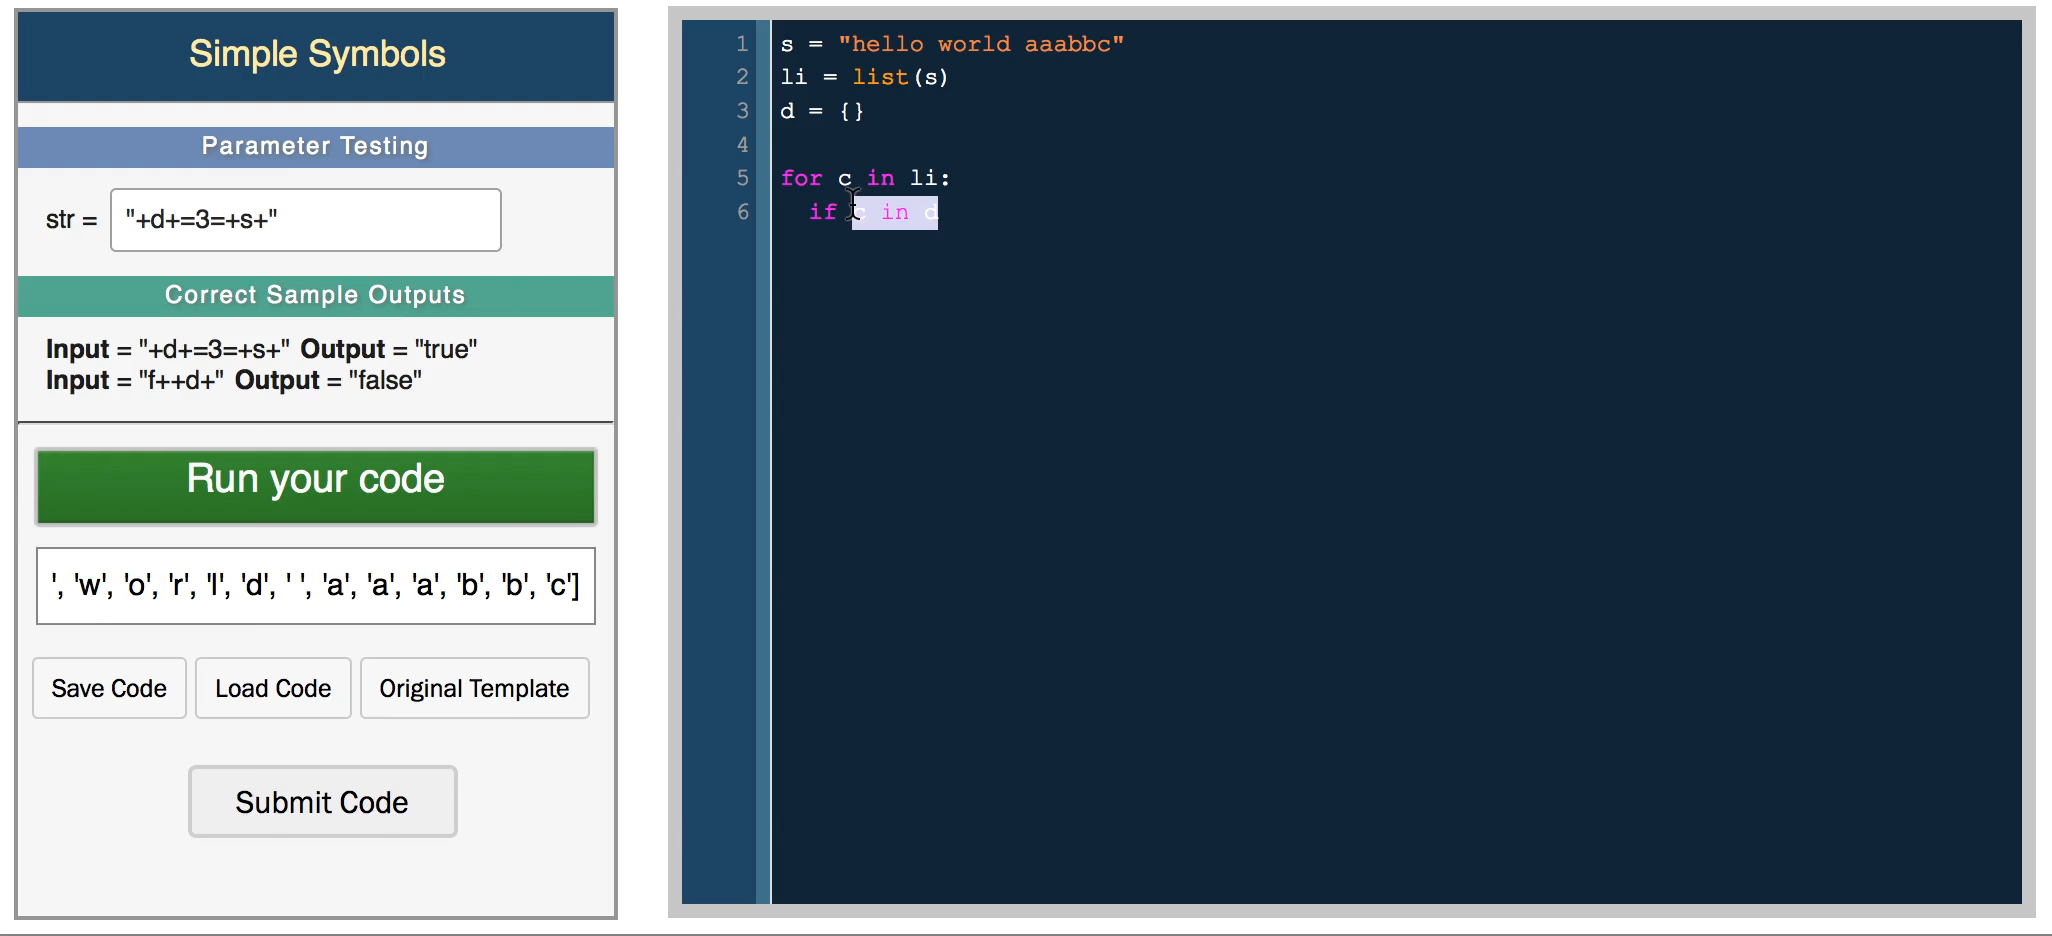 Simple Symbols
Parameter Testing
str = "+d+=3=+s+"
Correct Sample Outputs
Input = "+d+=3=+s+" Output = "true"
Input = "f++d+" Output = "false"
Run your code
', 'w', 'o', 'r', 'l', 'd', ' ', 'a', 'a', 'a', 'b', 'b', 'c']
Save Code Load Code Original Template
Submit Code
1 s = "hello world aaabbc"
2 li = list(s)
3 d = {}
4
5 for c in li:
6   if c in d